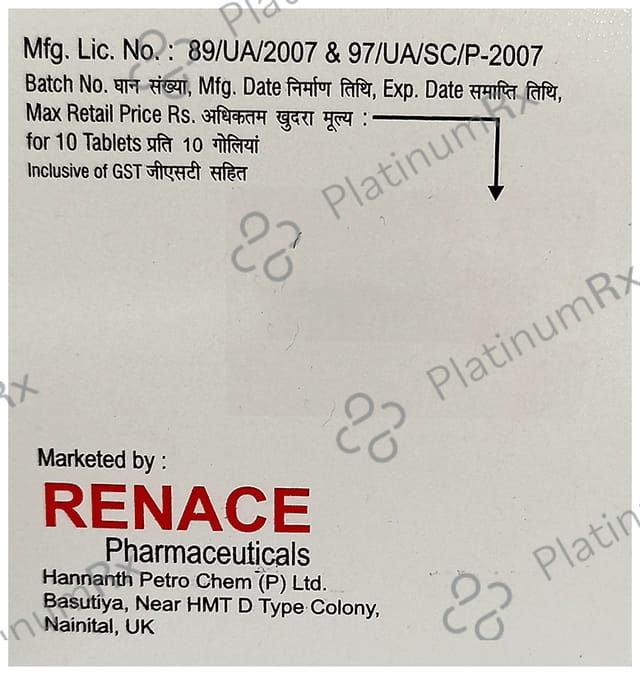 Mfg. Lic. No. : 89/UA/2007 & 97/UA/SC/P-2007
Batch No. घान संख्या, Mfg. Date निर्माण तिथि, Exp. Date समाप्ति तिथि,
Max Retail Price Rs. अधिकतम खुदरा मूल्य :
for 10 Tablets प्रति 10 गोलियां
Inclusive of GST जीएसटी सहित
PlatinumRx
PlatinumRx
Marketed by :
RENACE
Pharmaceuticals
Hannanth Petro Chem (P) Ltd.
Basutiya, Near HMT D Type Colony,
Nainital, UK